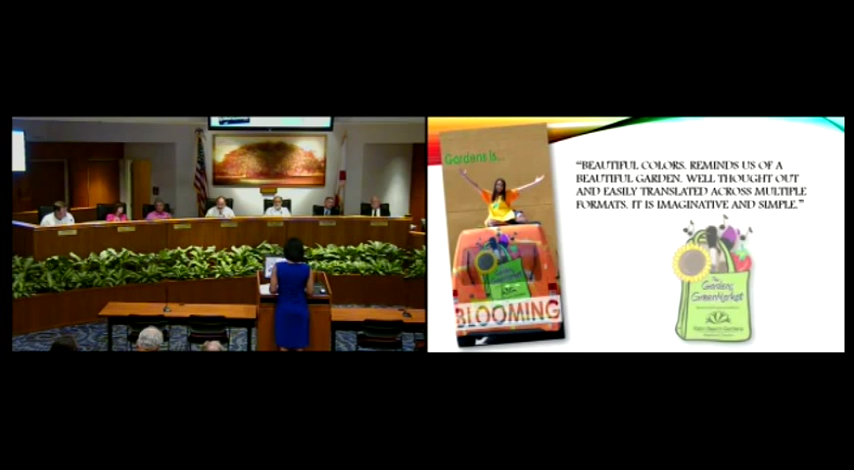 Gardens Is...
BLOOMING
"BEAUTIFUL COLORS. REMINDS US OF A
BEAUTIFUL GARDEN. WELL THOUGHT OUT
AND EASILY TRANSLATED ACROSS MULTIPLE
FORMATS. IT IS IMAGINATIVE AND SIMPLE."
The
Gardens
GreenMarket
Palm Beach Gardens